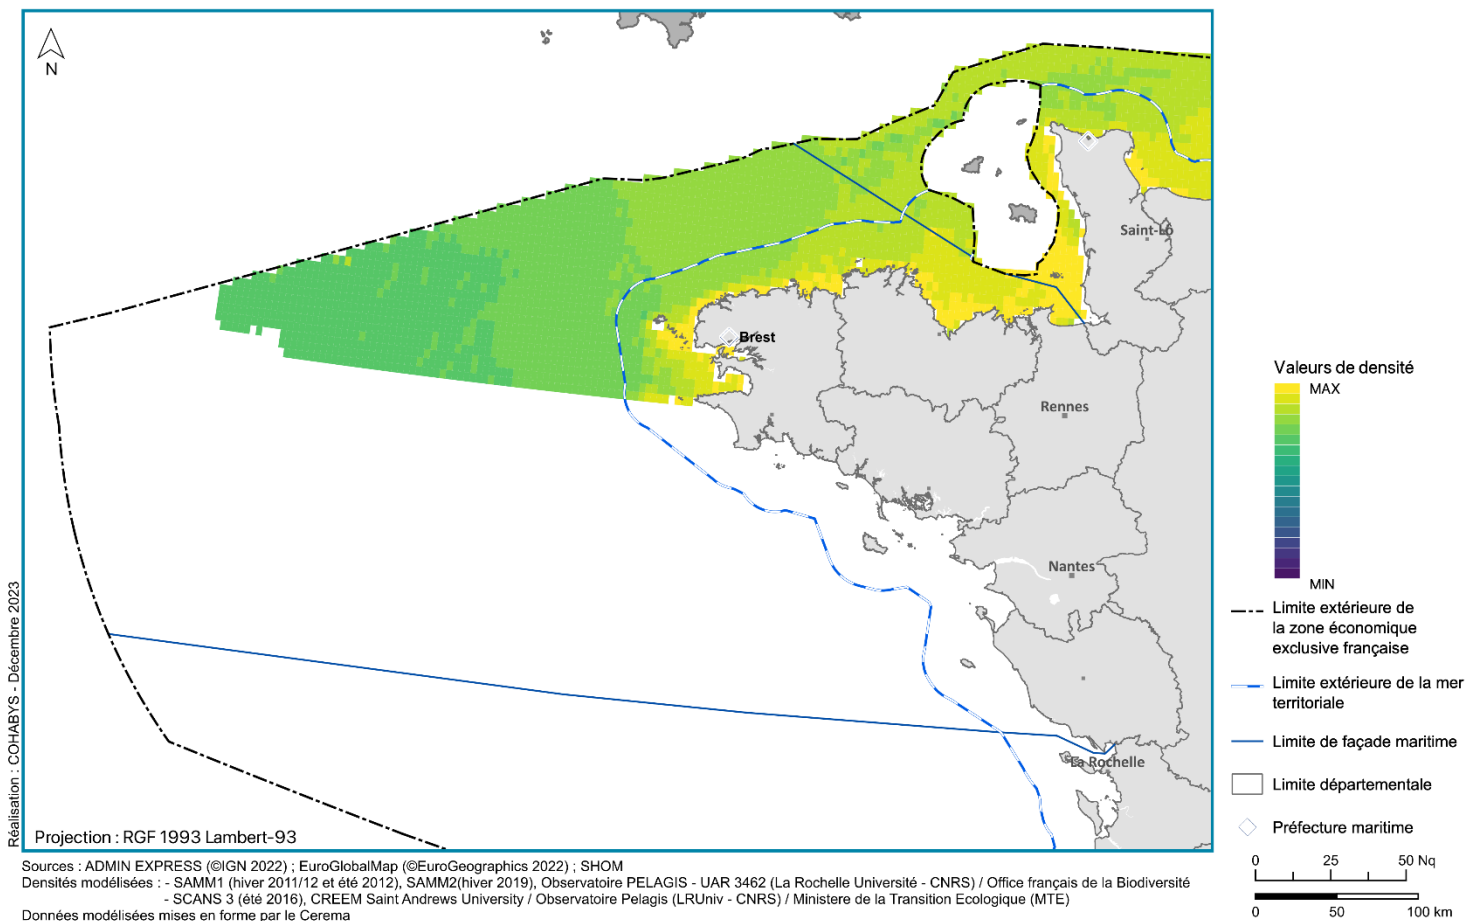 N
Saint-Lô
Brest
Rennes
Nantes
La Rochelle
Projection : RGF 1993 Lambert-93
Réalisation : COHABYS - Décembre 2023
Valeurs de densité
MAX
MIN
Limite extérieure de
la zone économique
exclusive française
Limite extérieure de la mer
territoriale
Limite de façade maritime
Limite départementale
Préfecture maritime
0 25 50 Nq
0 50 100 km
Sources : ADMIN EXPRESS (©IGN 2022) ; EuroGlobalMap (©EuroGeographics 2022) ; SHOM
Densités modélisées : - SAMM1 (hiver 2011/12 et été 2012), SAMM2(hiver 2019), Observatoire PELAGIS - UAR 3462 (La Rochelle Université - CNRS) / Office français de la Biodiversité
- SCANS 3 (été 2016), CREEM Saint Andrews University / Observatoire Pelagis (LRUniv - CNRS) / Ministere de la Transition Ecologique (MTE)
Données modélisées mises en forme par le Cerema